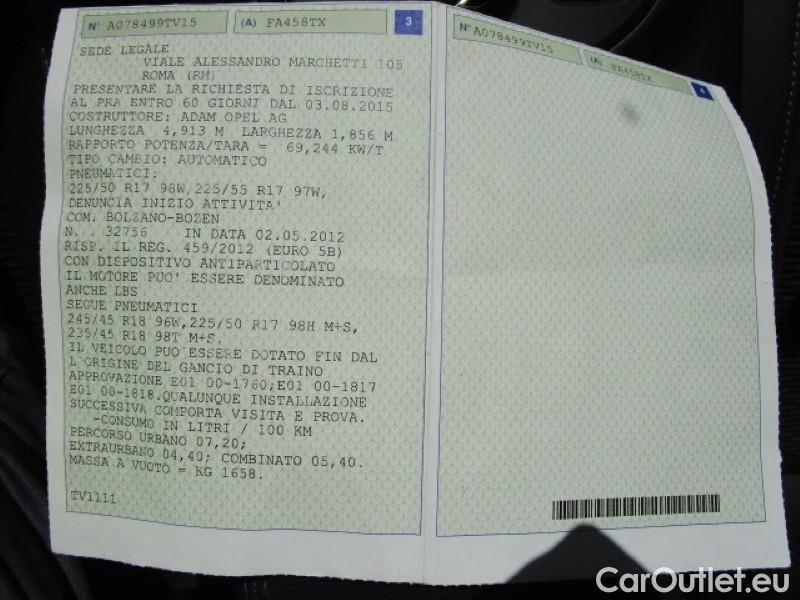 N° A078499TV15 (A) FA458TX 3
SEDE LEGALE
VIALE ALESSANDRO MARCHETTI 105
ROMA (RM)
PRESENTARE LA RICHIESTA DI ISCRIZIONE
AL PRA ENTRO 60 GIORNI DAL 03.08.2015
COSTRUTTORE: ADAM OPEL AG
LUNGHEZZA 4,913 M LARGHEZZA 1,856 M
RAPPORTO POTENZA/TARA = 69,244 KW/T
TIPO CAMBIO: AUTOMATICO
PNEUMATICI:
225/50 R17 98W,225/55 R17 97W,
DENUNCIA INIZIO ATTIVITA'
COM. BOLZANO-BOZEN
N. . 32756 IN DATA 02.05.2012
RISP. IL REG. 459/2012 (EURO 5B)
CON DISPOSITIVO ANTIPARTICOLATO
IL MOTORE PUO' ESSERE DENOMINATO
ANCHE LBS
SEGUE PNEUMATICI
245/45 R18 96W,225/50 R17 98H M+S,
235/45 R18 98T M+S.
IL VEICOLO PUO'ESSERE DOTATO FIN DAL
L'ORIGINE DEL GANCIO DI TRAINO
APPROVAZIONE E01 00-1760;E01 00-1817
E01 00-1818.QUALUNQUE INSTALLAZIONE
SUCCESSIVA COMPORTA VISITA E PROVA.
-CONSUMO IN LITRI / 100 KM
PERCORSO URBANO 07,20;
EXTRAURBANO 04,40; COMBINATO 05,40.
MASSA A VUOTO = KG 1658.
TV1111
N° A078499TV15 (A) FA458TX 4
CarOutlet.eu